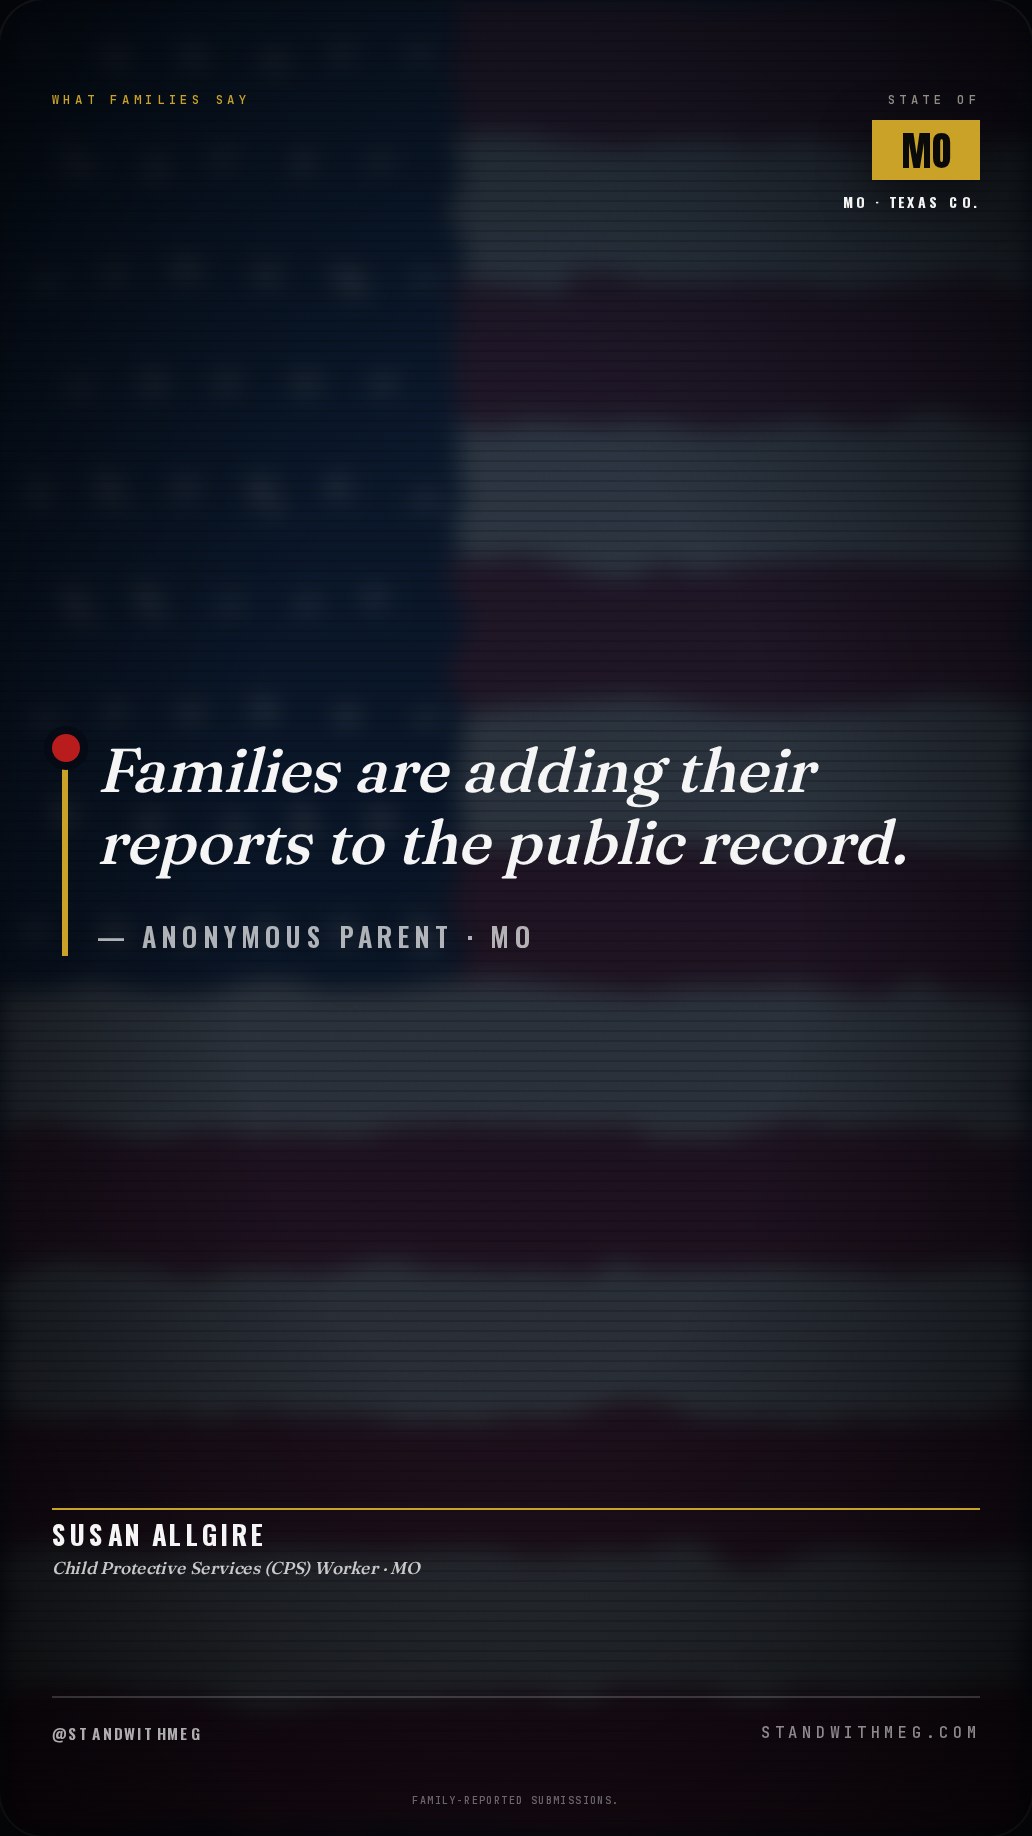 WHAT FAMILIES SAY
STATE OF
MO
MO · TEXAS CO.
Families are adding their
reports to the public record.
— ANONYMOUS PARENT · MO
SUSAN ALLGIRE
Child Protective Services (CPS) Worker · MO
@STANDWITHMEG
STANDWITHMEG.COM
FAMILY-REPORTED SUBMISSIONS.